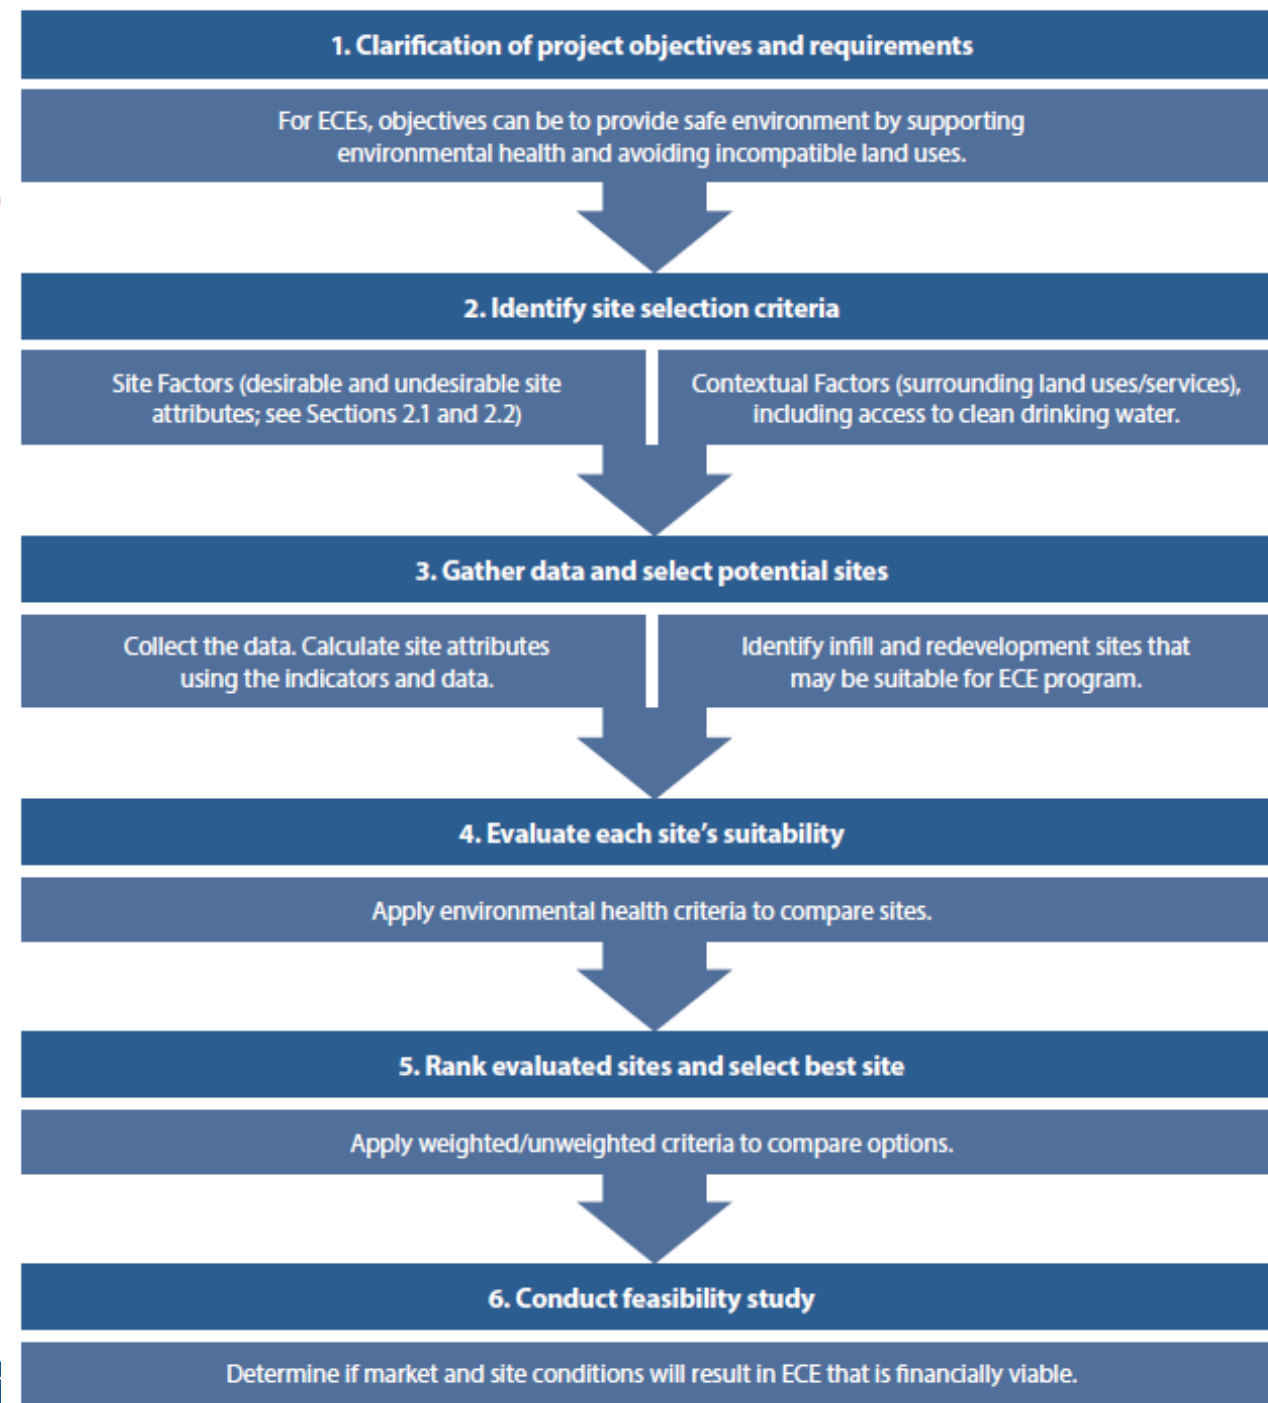 1. Clarification of project objectives and requirements
For ECEs, objectives can be to provide safe environment by supporting
environmental health and avoiding incompatible land uses.
2. Identify site selection criteria
Site Factors (desirable and undesirable site
attributes; see Sections 2.1 and 2.2)
Contextual Factors (surrounding land uses/services),
including access to clean drinking water.
3. Gather data and select potential sites
Collect the data. Calculate site attributes
using the indicators and data.
Identify infill and redevelopment sites that
may be suitable for ECE program.
4. Evaluate each site's suitability
Apply environmental health criteria to compare sites.
5. Rank evaluated sites and select best site
Apply weighted/unweighted criteria to compare options.
6. Conduct feasibility study
Determine if market and site conditions will result in ECE that is financially viable.